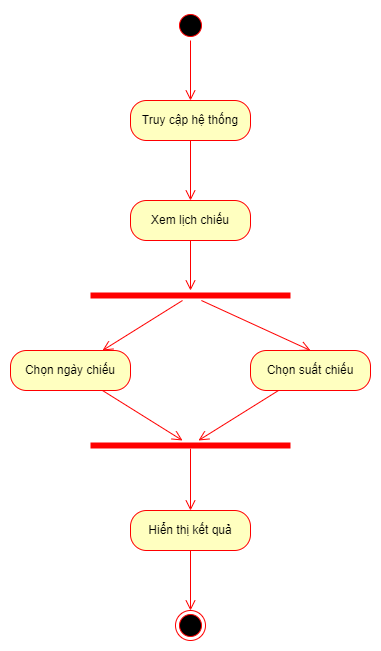 Truy cập hệ thống
Xem lịch chiếu
Chọn ngày chiếu
Chọn suất chiếu
Hiển thị kết quả